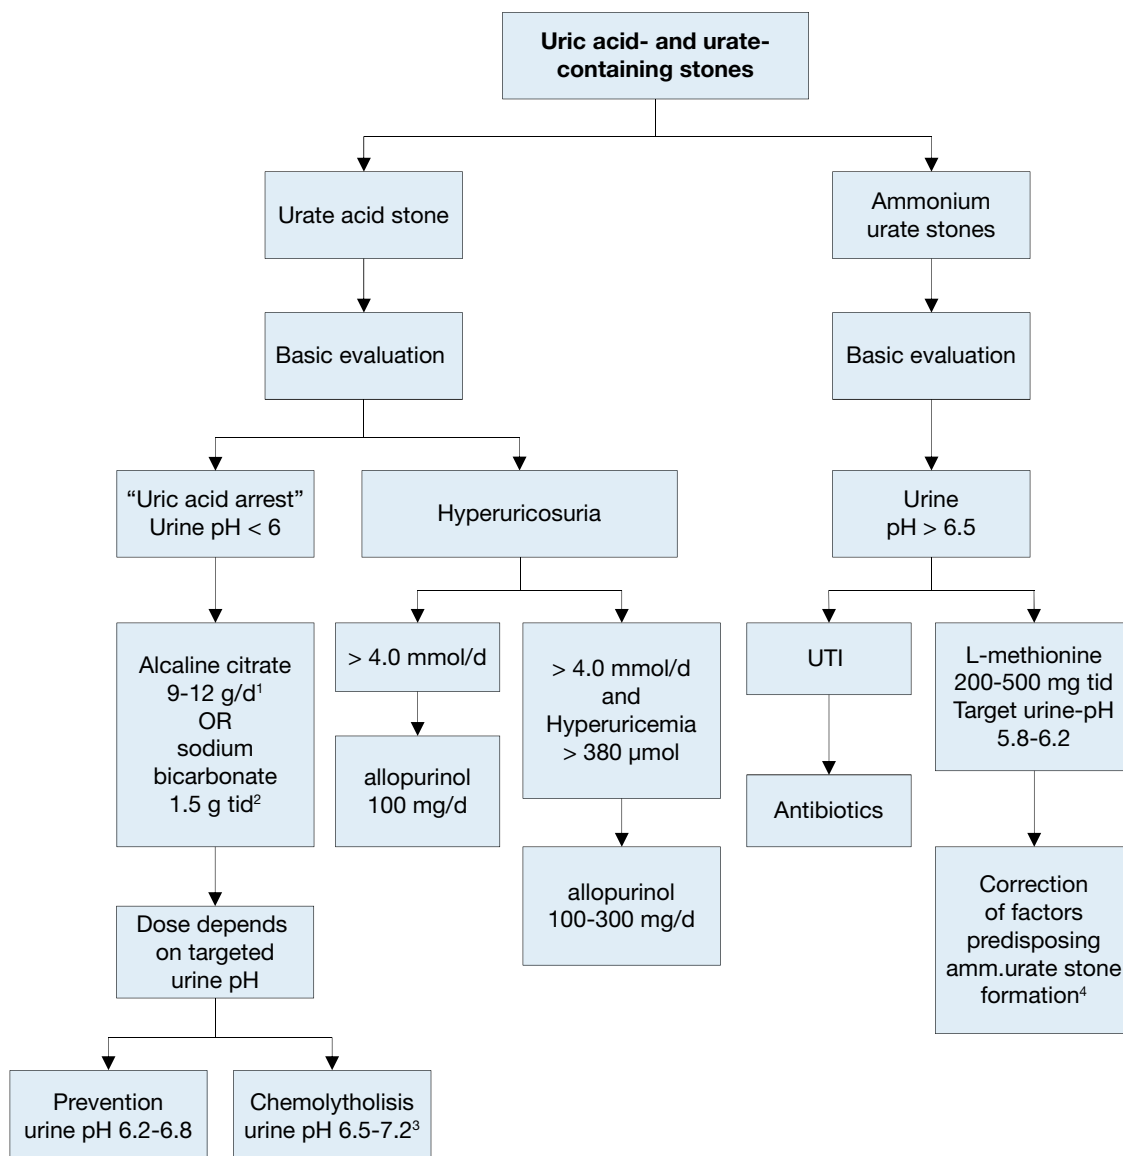 Uric acid- and urate-
containing stones
Urate acid stone
Ammonium
urate stones
Basic evaluation
Basic evaluation
“Uric acid arrest”
Urine pH < 6
Hyperuricosuria
Urine
pH > 6.5
Alcaline citrate
9-12 g/d¹
OR
sodium
bicarbonate
1.5 g tid²
> 4.0 mmol/d
> 4.0 mmol/d
and
Hyperuricemia
> 380 µmol
UTI
L-methionine
200-500 mg tid
Target urine-pH
5.8-6.2
allopurinol
100 mg/d
Antibiotics
allopurinol
100-300 mg/d
Correction
of factors
predisposing
amm.urate stone
formation⁴
Dose depends
on targeted
urine pH
Prevention
urine pH 6.2-6.8
Chemolytholisis
urine pH 6.5-7.2³